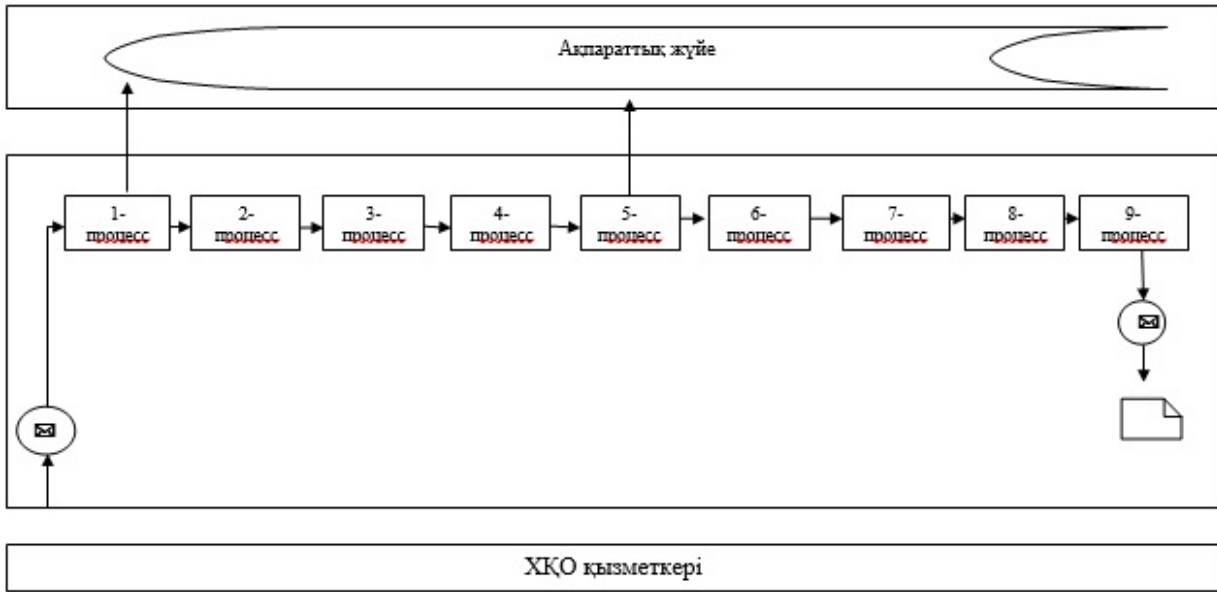 Ақпараттық жүйе
1-
процесс
2-
процесс
3-
процесс
4-
процесс
5-
процесс
6-
процесс
7-
процесс
8-
процесс
9-
процесс
ХҚО қызметкері